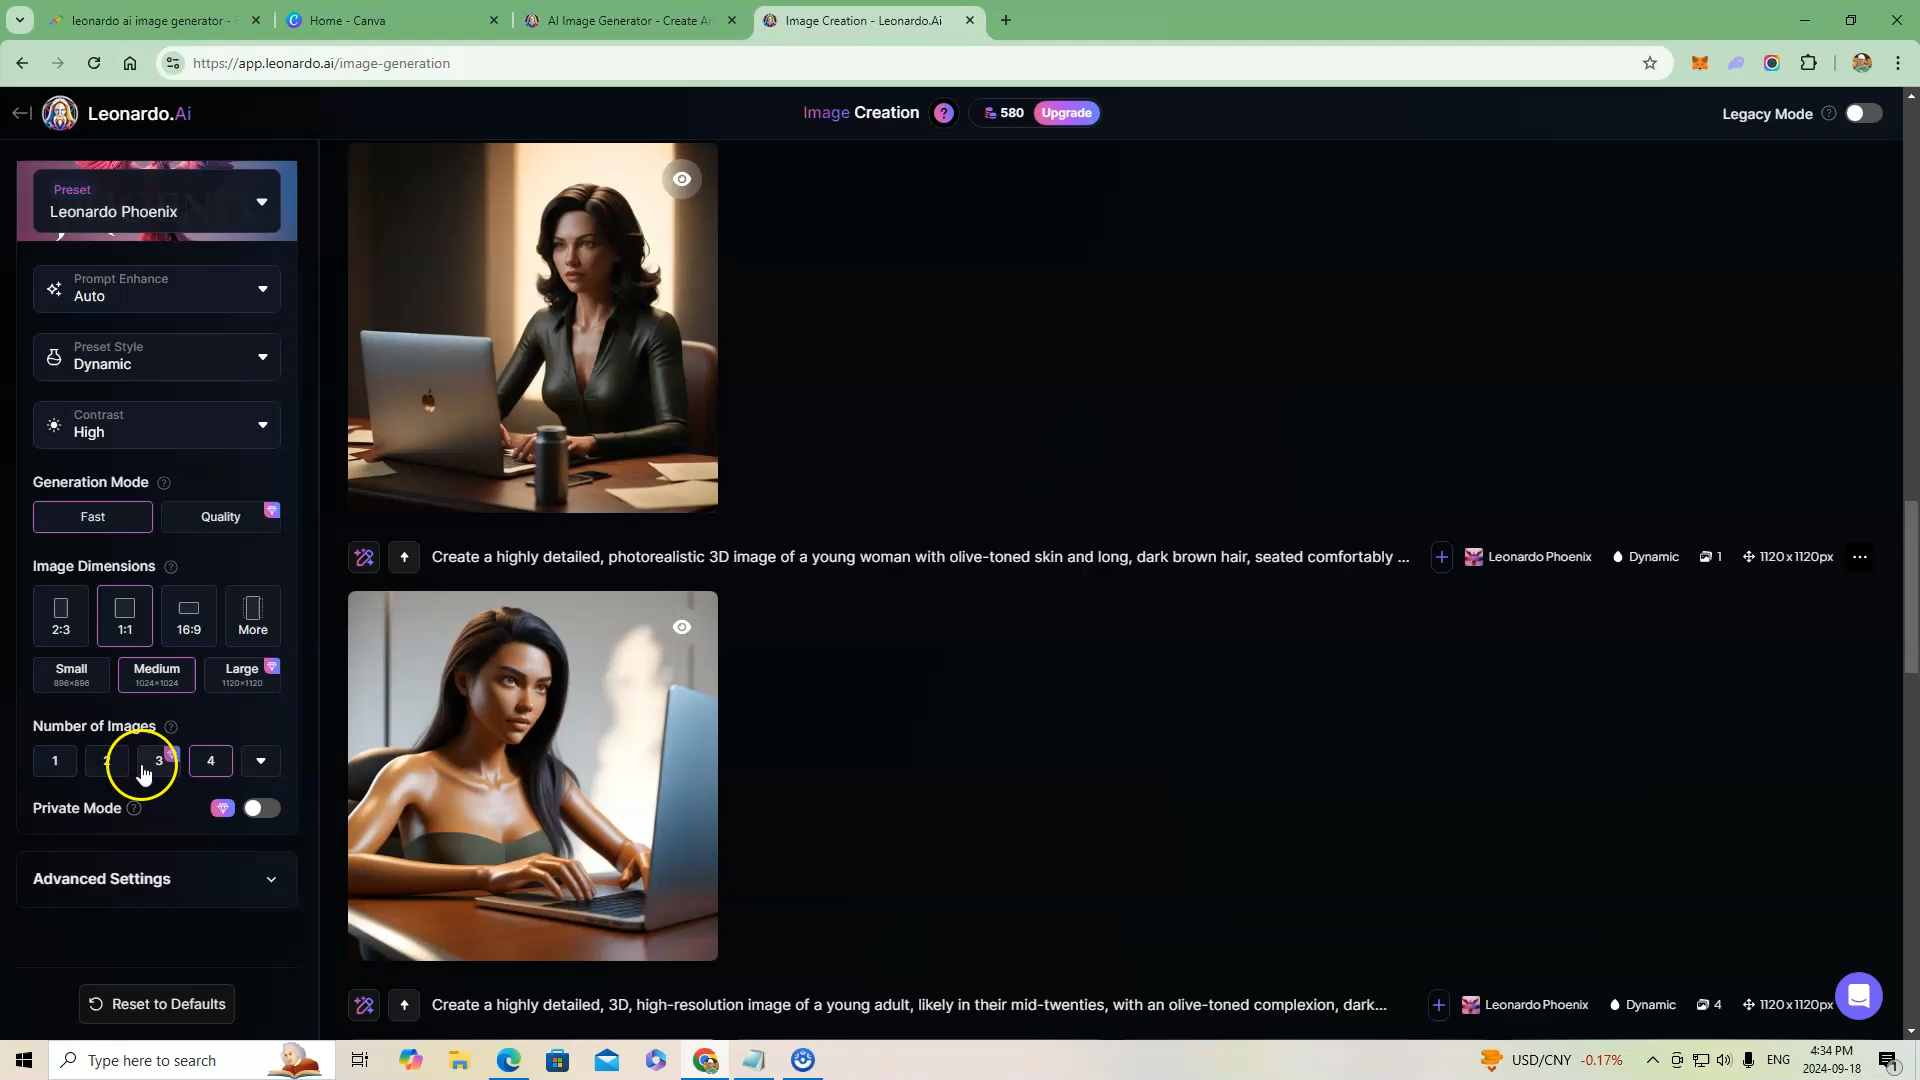 leonardo ai image generator -
Home - Canva
AI Image Generator - Create Ar
Image Creation - Leonardo.Ai
https://app.leonardo.ai/image-generation
Leonardo.Ai
Image Creation
?
580
Upgrade
Legacy Mode ?
Preset
Leonardo Phoenix
Prompt Enhance
Auto
Preset Style
Dynamic
Contrast
High
Generation Mode ?
Fast
Quality
Image Dimensions ?
2:3
1:1
16:9
More
Small
896×896
Medium
1024×1024
Large
1120×1120
Number of Images ?
1
2
3
4
Private Mode ?
Advanced Settings
Reset to Defaults
Create a highly detailed, photorealistic 3D image of a young woman with olive-toned skin and long, dark brown hair, seated comfortably ...
Leonardo Phoenix
Dynamic
1
1120 x 1120px
Create a highly detailed, 3D, high-resolution image of a young adult, likely in their mid-twenties, with an olive-toned complexion, dark...
Leonardo Phoenix
Dynamic
4
1120 x 1120px
Type here to search
USD/CNY -0.17%
ENG
4:34 PM
2024-09-18
1